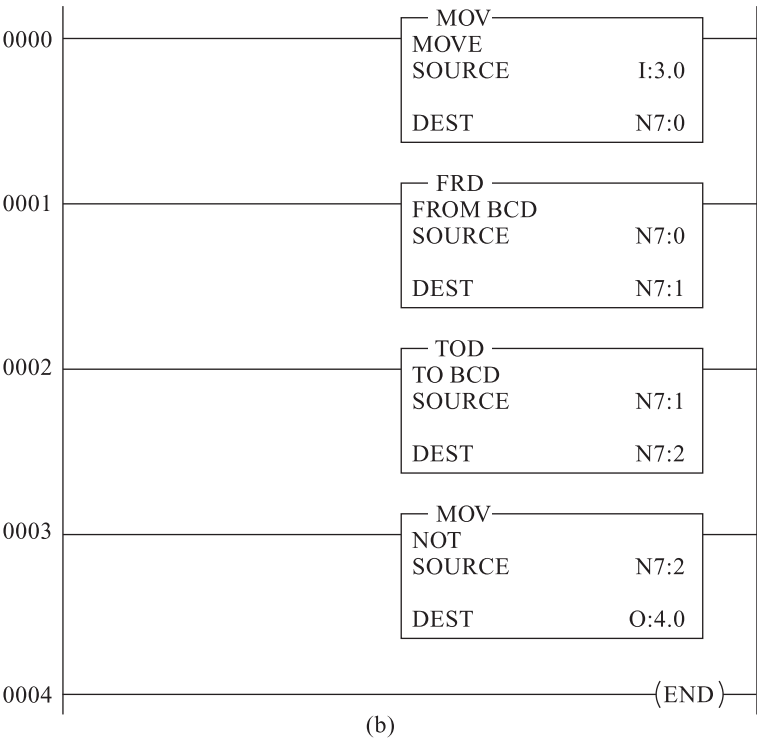 MOV
0000
MOVE
SOURCE I:3.0
DEST N7:0
FRD
0001
FROM BCD
SOURCE N7:0
DEST N7:1
TOD
0002
TO BCD
SOURCE N7:1
DEST N7:2
MOV
0003
NOT
SOURCE N7:2
DEST O:4.0
0004 (END)
(b)